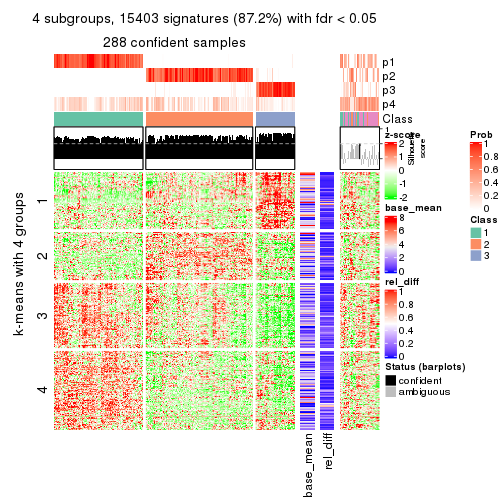 4 subgroups, 15403 signatures (87.2%) with fdr < 0.05
288 confident samples
p1
p2
p3
p4
Class
1
Silhouette
score
z-score
2
1
0
-1
-2
base_mean
8
6
4
2
0
rel_diff
1
0.8
0.6
0.4
0.2
0
Status (barplots)
confident
ambiguous
Prob
1
0.8
0.6
0.4
0.2
0
Class
1
2
3
k-means with 4 groups
1
2
3
4
base_mean
rel_diff